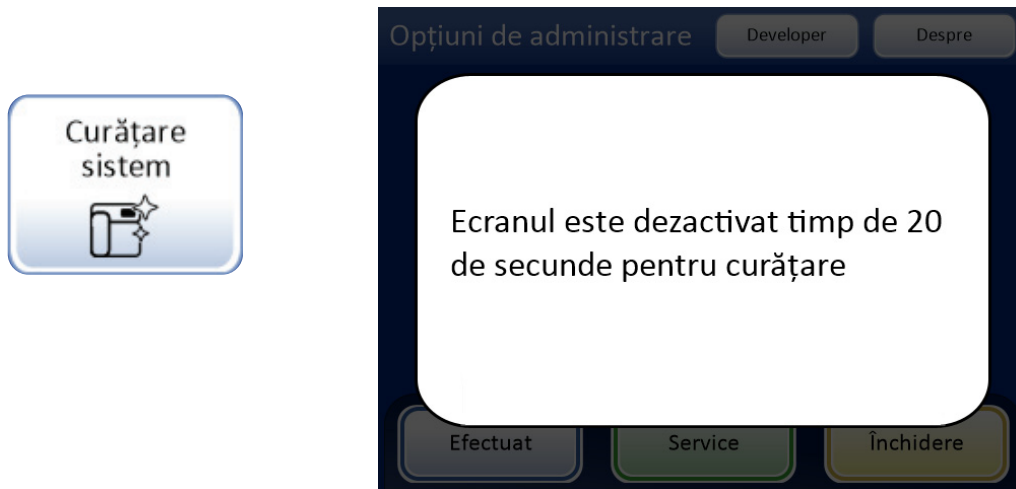 Curățare
sistem
Opțiuni de administrare
Developer
Despre
Ecranul este dezactivat timp de 20
de secunde pentru curățare
Efectuat
Service
Închidere